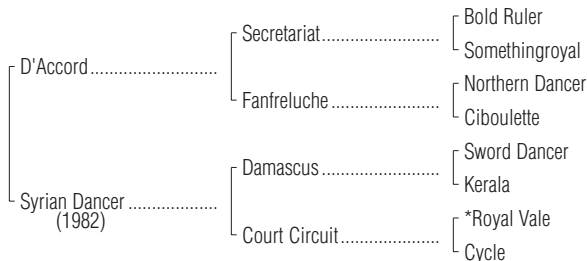 Bold Ruler
Secretariat
Somethingroyal
D'Accord
Northern Dancer
Fanfreluche
Ciboulette
Sword Dancer
Damascus
Kerala
Syrian Dancer
(1982)
*Royal Vale
Court Circuit
Cycle